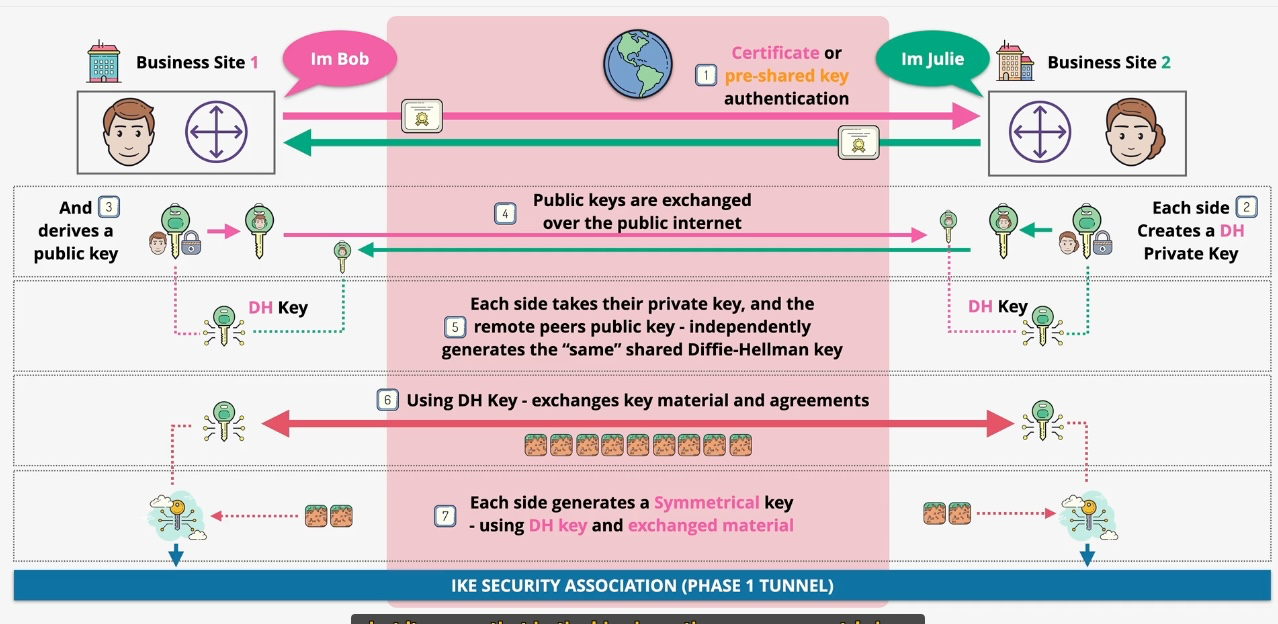 Business Site 1
Im Bob
1
Certificate or
pre-shared key
authentication
Im Julie
Business Site 2
And 3
derives a
public key
4
Public keys are exchanged
over the public internet
Each side 2
Creates a DH
Private Key
DH Key
Each side takes their private key, and the
5 remote peers public key - independently
generates the “same” shared Diffie-Hellman key
DH Key
6 Using DH Key - exchanges key material and agreements
7
Each side generates a Symmetrical key
- using DH key and exchanged material
IKE SECURITY ASSOCIATION (PHASE 1 TUNNEL)